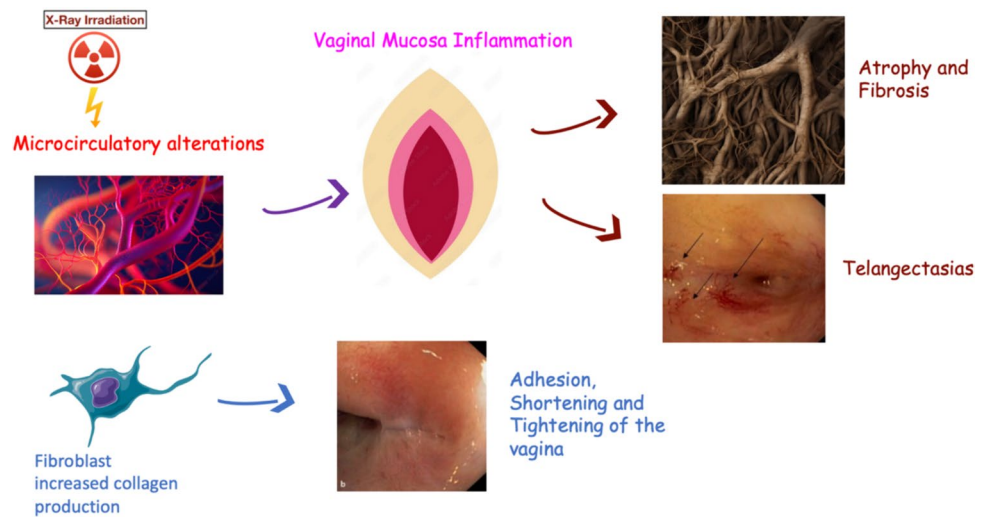 X-Ray Irradiation
Vaginal Mucosa Inflammation
Atrophy and
Fibrosis
Microcirculatory alterations
Telangectasias
Adhesion,
Shortening and
Tightening of the
vagina
Fibroblast
increased collagen
production
b